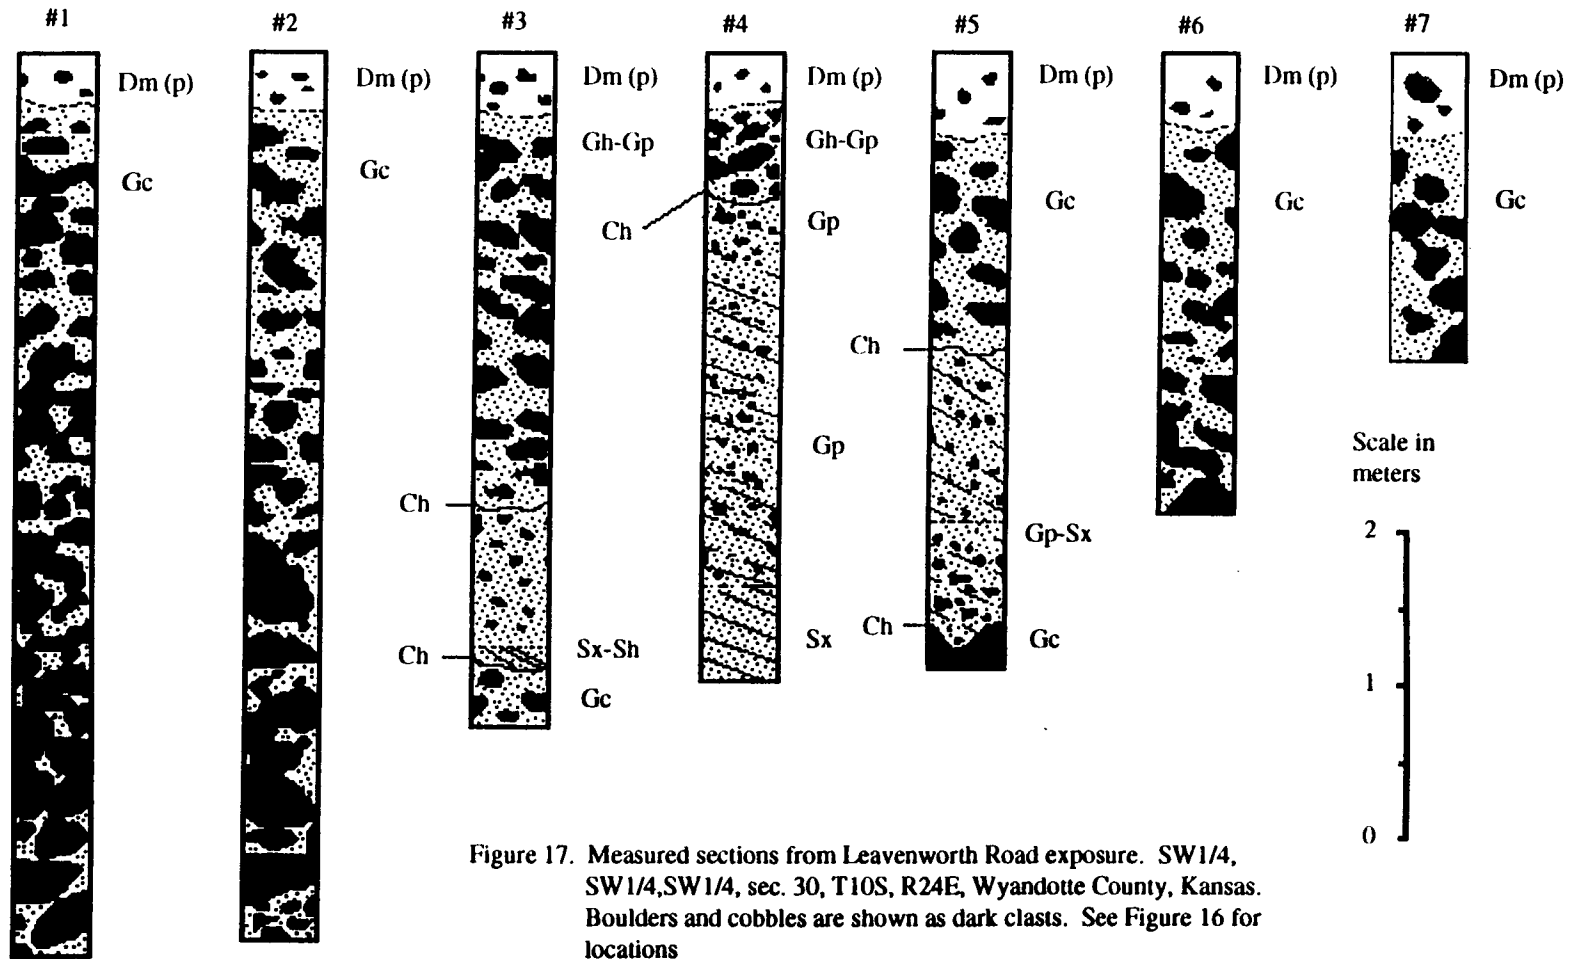 #1
#2
#3
#4
#5
#6
#7
Dm (p)
Dm (p)
Dm (p)
Dm (p)
Dm (p)
Dm (p)
Dm (p)
Gh-Gp
Gh-Gp
Gc
Gc
Gc
Gc
Gc
Ch
Gp
Ch
Gp
Scale in
meters
Ch
Gp-Sx
2
Ch
Sx-Sh
Sx
Ch
Gc
Gc
1
0
Figure 17. Measured sections from Leavenworth Road exposure. SW1/4,
SW1/4,SW1/4, sec. 30, T10S, R24E, Wyandotte County, Kansas.
Boulders and cobbles are shown as dark clasts. See Figure 16 for
locations